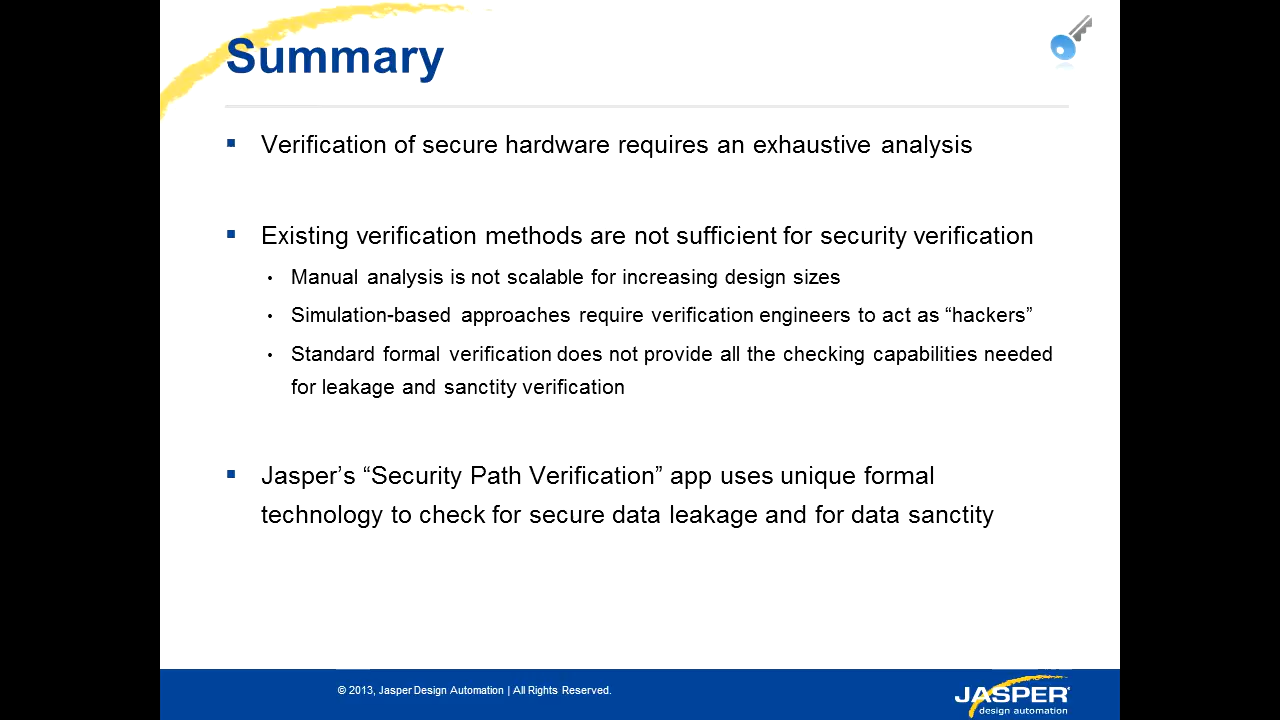 Summary
▪ Verification of secure hardware requires an exhaustive analysis
▪ Existing verification methods are not sufficient for security verification
• Manual analysis is not scalable for increasing design sizes
• Simulation-based approaches require verification engineers to act as “hackers”
• Standard formal verification does not provide all the checking capabilities needed
for leakage and sanctity verification
▪ Jasper’s “Security Path Verification” app uses unique formal
technology to check for secure data leakage and for data sanctity
© 2013, Jasper Design Automation | All Rights Reserved.
JASPER
design automation